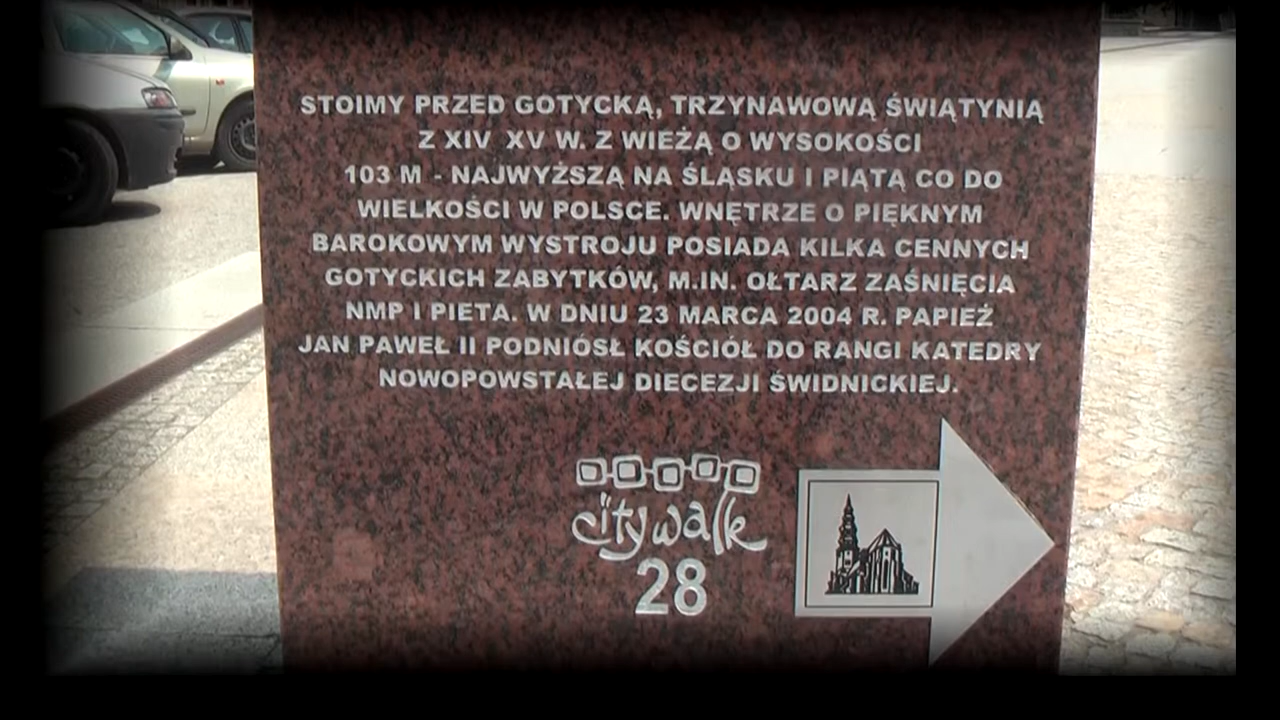 STOIMY PRZED GOTYCKĄ, TRZYNAWOWĄ ŚWIĄTYNIĄ
Z XIV XV W. Z WIEŻĄ O WYSOKOŚCI
103 M - NAJWYŻSZĄ NA ŚLĄSKU I PIĄTĄ CO DO
WIELKOŚCI W POLSCE. WNĘTRZE O PIĘKNYM
BAROKOWYM WYSTROJU POSIADA KILKA CENNYCH
GOTYCKICH ZABYTKÓW, M.IN. OŁTARZ ZAŚNIĘCIA
NMP I PIETA. W DNIU 23 MARCA 2004 R. PAPIEŻ
JAN PAWEŁ II PODNIÓSŁ KOŚCIÓŁ DO RANGI KATEDRY
NOWOPOWSTAŁEJ DIECEZJI ŚWIDNICKIEJ.
city walk
28